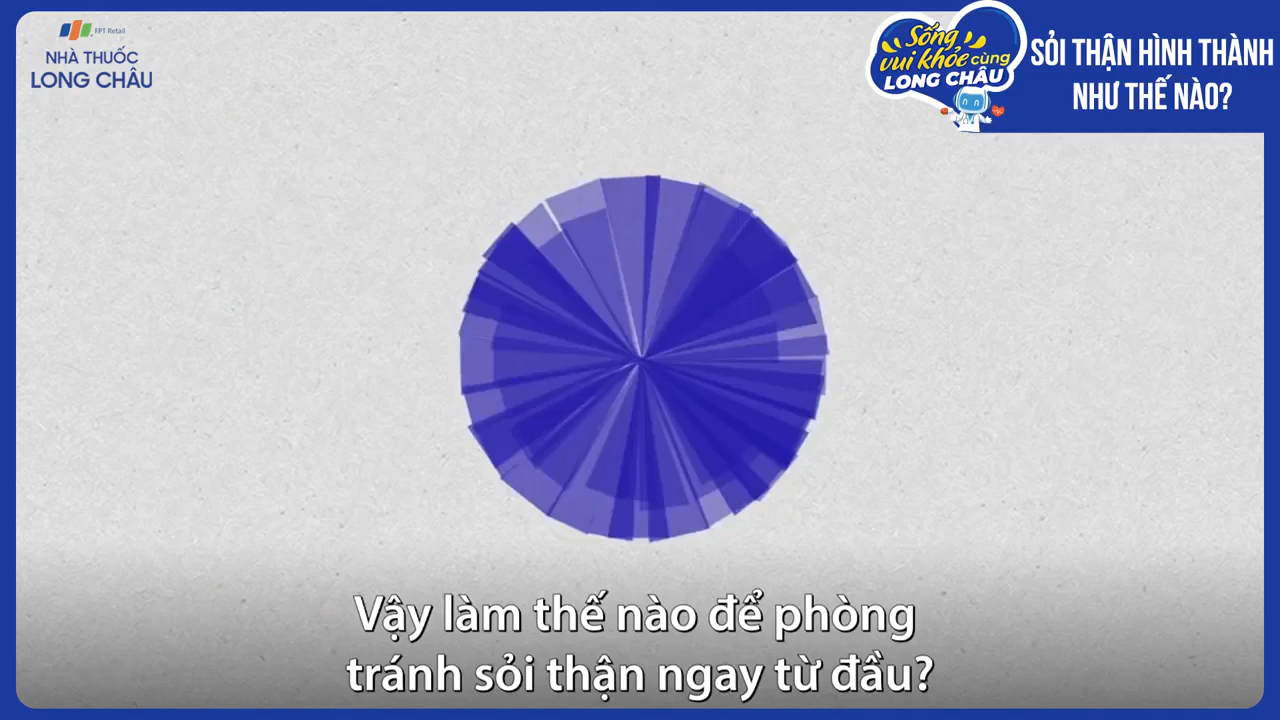 FPT Retail
NHÀ THUỐC
LONG CHÂU
Sống
vui khỏe cùng
LONG CHÂU
SỎI THẬN HÌNH THÀNH
NHƯ THẾ NÀO?
Vậy làm thế nào để phòng
tránh sỏi thận ngay từ đầu?